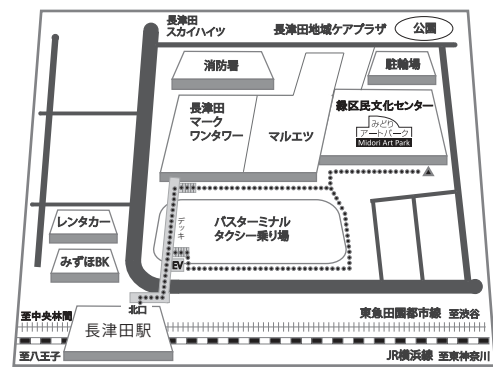 長津田
スカイハイツ
長津田地域ケアプラザ
公園
消防署
駐輪場
長津田
マーク
ワンタワー
マルエツ
緑区民文化センター
みどり
アートパーク
Midori Art Park
デッキ
バスターミナル
タクシー乗り場
レンタカー
みずほBK
EV
北口
至中央林間
東急田園都市線 至渋谷
長津田駅
至八王子
JR横浜線 至東神奈川